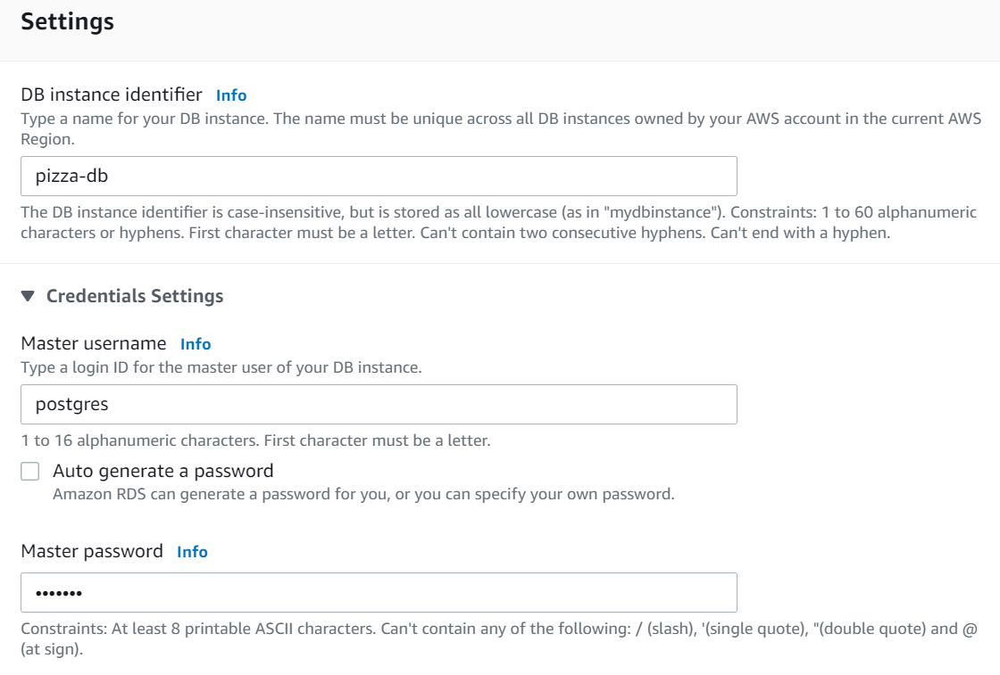 Settings
DB instance identifier Info
Type a name for your DB instance. The name must be unique across all DB instances owned by your AWS account in the current AWS
Region.
pizza-db
The DB instance identifier is case-insensitive, but is stored as all lowercase (as in "mydbinstance"). Constraints: 1 to 60 alphanumeric
characters or hyphens. First character must be a letter. Can't contain two consecutive hyphens. Can't end with a hyphen.
Credentials Settings
Master username Info
Type a login ID for the master user of your DB instance.
postgres
1 to 16 alphanumeric characters. First character must be a letter.
Auto generate a password
Amazon RDS can generate a password for you, or you can specify your own password.
Master password Info
•••••••
Constraints: At least 8 printable ASCII characters. Can't contain any of the following: / (slash), '(single quote), "(double quote) and @
(at sign).